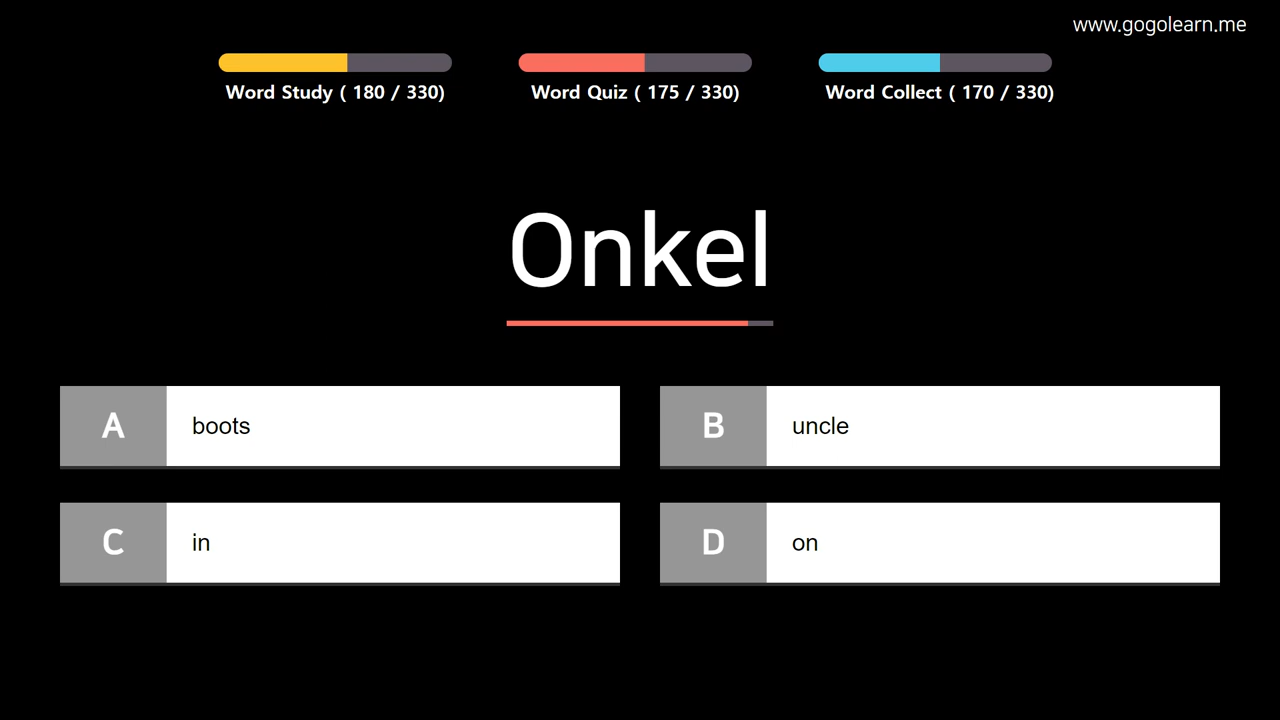 www.gogolearn.me
Word Study ( 180 / 330)
Word Quiz ( 175 / 330)
Word Collect ( 170 / 330)
Onkel
A boots
B uncle
C in
D on